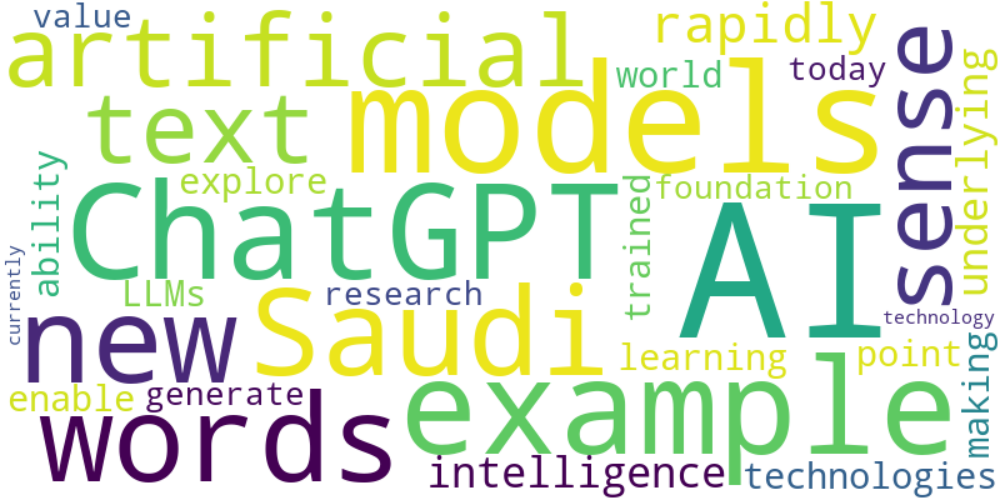 value
artificial
rapidly
world
today
sense
underlying
text
models
ability
explore
ChatGPT
trained
foundation
AI
currently
LLMs
new
Saudi
research
technology
learning
point
making
enable
generate
words
example
intelligence
technologies